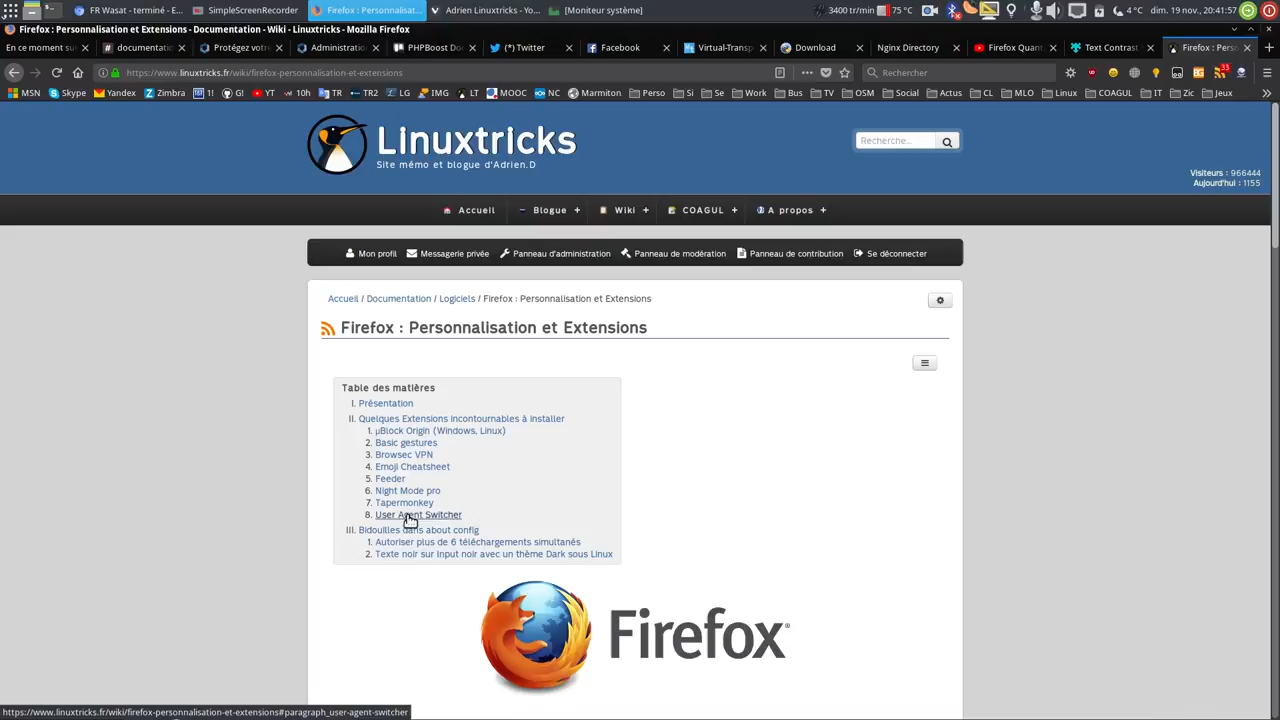 FR Wasat - terminé - E...
SimpleScreenRecorder
Firefox : Personnalisat...
Adrien Linuxtricks - Yo...
[Moniteur système]
3400 tr/min
75 °C
4°C
dim. 19 nov., 20:41:57
Firefox : Personnalisation et Extensions - Documentation - Wiki - Linuxtricks - Mozilla Firefox
En ce moment su
documentati
Protégez votre
Administratio
PHPBoost Do
(*) Twitter
Facebook
Virtual-Transp
Download
Nginx Directory
Firefox Quant
Text Contrast
Firefox : Pers
https://www.linuxtricks.fr/wiki/firefox-personnalisation-et-extensions
Rechercher
33
MSN
Skype
Yandex
Zimbra
1!
G!
YT
10h
TR
TR2
LG
IMG
LT
MOOC
NC
Marmiton
Perso
Si
Se
Work
Bus
TV
OSM
Social
Actus
CL
MLO
Linux
COAGUL
IT
Zic
Jeux
Linuxtricks
Site mémo et blogue d'Adrien.D
Recherche...
Visiteurs : 966444
Aujourd'hui : 1155
Accueil
Blogue +
Wiki +
COAGUL +
A propos +
Mon profil
Messagerie privée
Panneau d'administration
Panneau de modération
Panneau de contribution
Se déconnecter
Accueil / Documentation / Logiciels / Firefox : Personnalisation et Extensions
Firefox : Personnalisation et Extensions
Table des matières
I. Présentation
II. Quelques Extensions incontournables à installer
1. µBlock Origin (Windows, Linux)
2. Basic gestures
3. Browsec VPN
4. Emoji Cheatsheet
5. Feeder
6. Night Mode pro
7. Tapermonkey
8. User Agent Switcher
III. Bidouilles dans about config
1. Autoriser plus de 6 téléchargements simultanés
2. Texte noir sur Input noir avec un thème Dark sous Linux
Firefox®
https://www.linuxtricks.fr/wiki/firefox-personnalisation-et-extensions#paragraph_user-agent-switcher